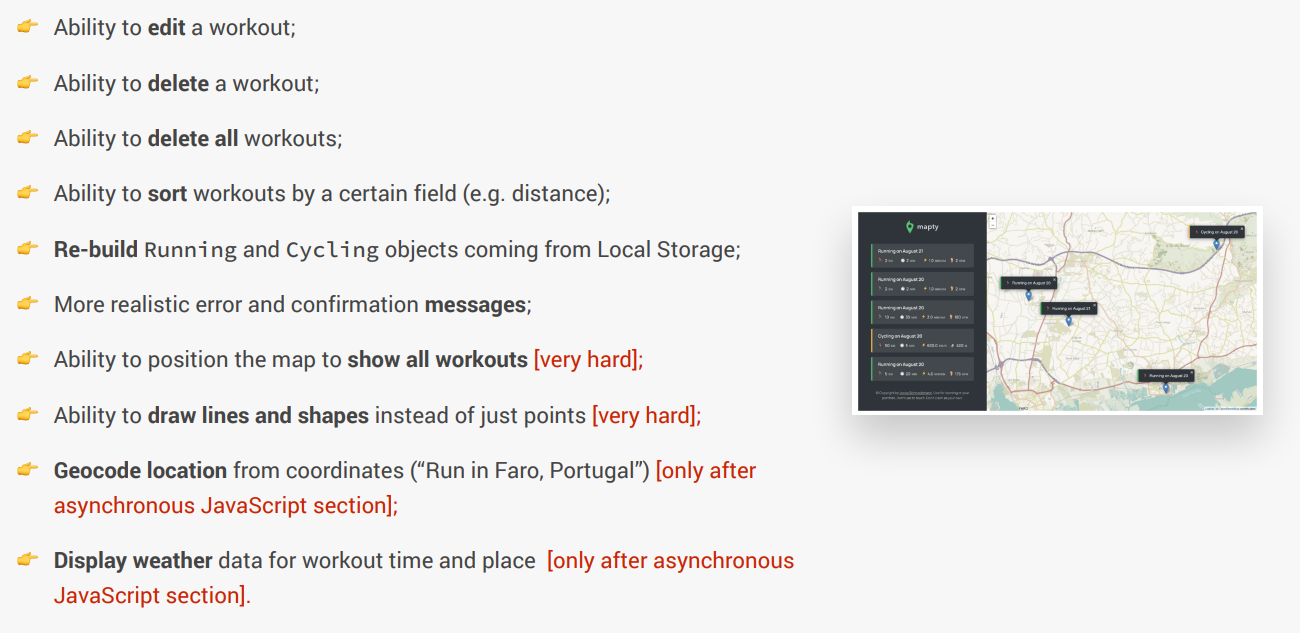 👉 Ability to edit a workout;
👉 Ability to delete a workout;
👉 Ability to delete all workouts;
👉 Ability to sort workouts by a certain field (e.g. distance);
👉 Re-build Running and Cycling objects coming from Local Storage;
👉 More realistic error and confirmation messages;
👉 Ability to position the map to show all workouts [very hard];
👉 Ability to draw lines and shapes instead of just points [very hard];
👉 Geocode location from coordinates (“Run in Faro, Portugal”) [only after
asynchronous JavaScript section];
👉 Display weather data for workout time and place [only after asynchronous
JavaScript section].
mapty
Running on August 21
Running on August 20
Running on August 20
Cycling on August 20
Running on August 20
Cycling on August 20
Running on August 20
Running on August 21
Running on August 20